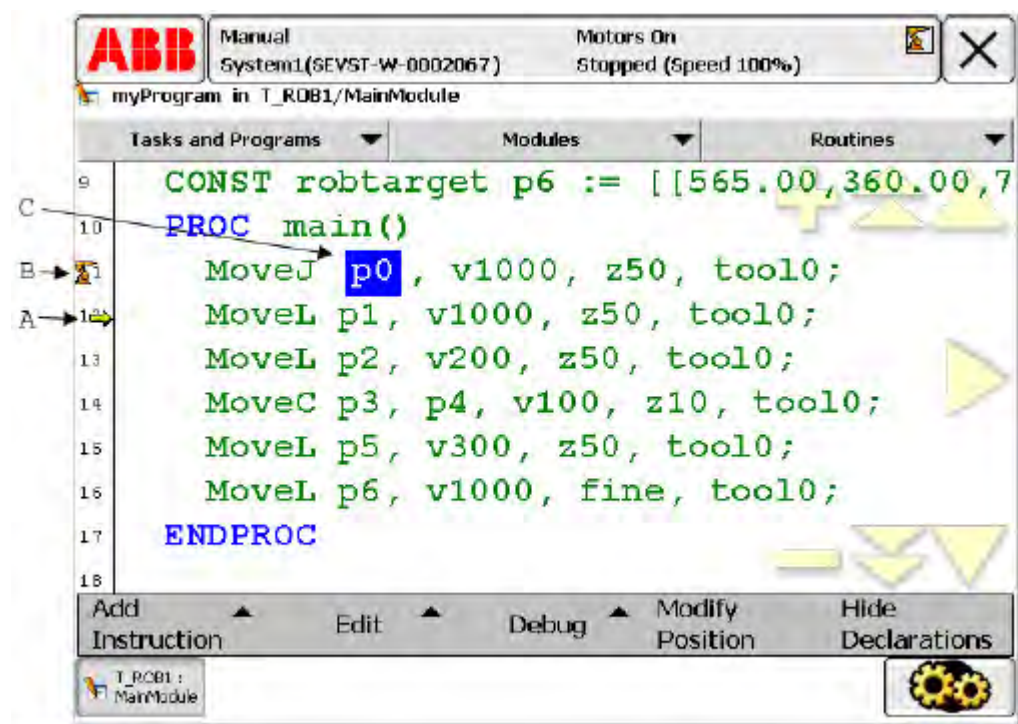 ABB
Manual
System1(SEVST-W-0002067)
Motors On
Stopped (Speed 100%)
myProgram in T_ROB1/MainModule
Tasks and Programs Modules Routines
9 CONST robtarget p6 := [[565.00,360.00,7
C
10 PROC main()
B MoveJ p0 , v1000, z50, tool0;
A MoveL p1, v1000, z50, tool0;
13 MoveL p2, v200, z50, tool0;
14 MoveC p3, p4, v100, z10, tool0;
15 MoveL p5, v300, z50, tool0;
16 MoveL p6, v1000, fine, tool0;
17 ENDPROC
18
Add Instruction
Edit
Debug
Modify Position
Hide Declarations
T_ROB1 :
MainModule